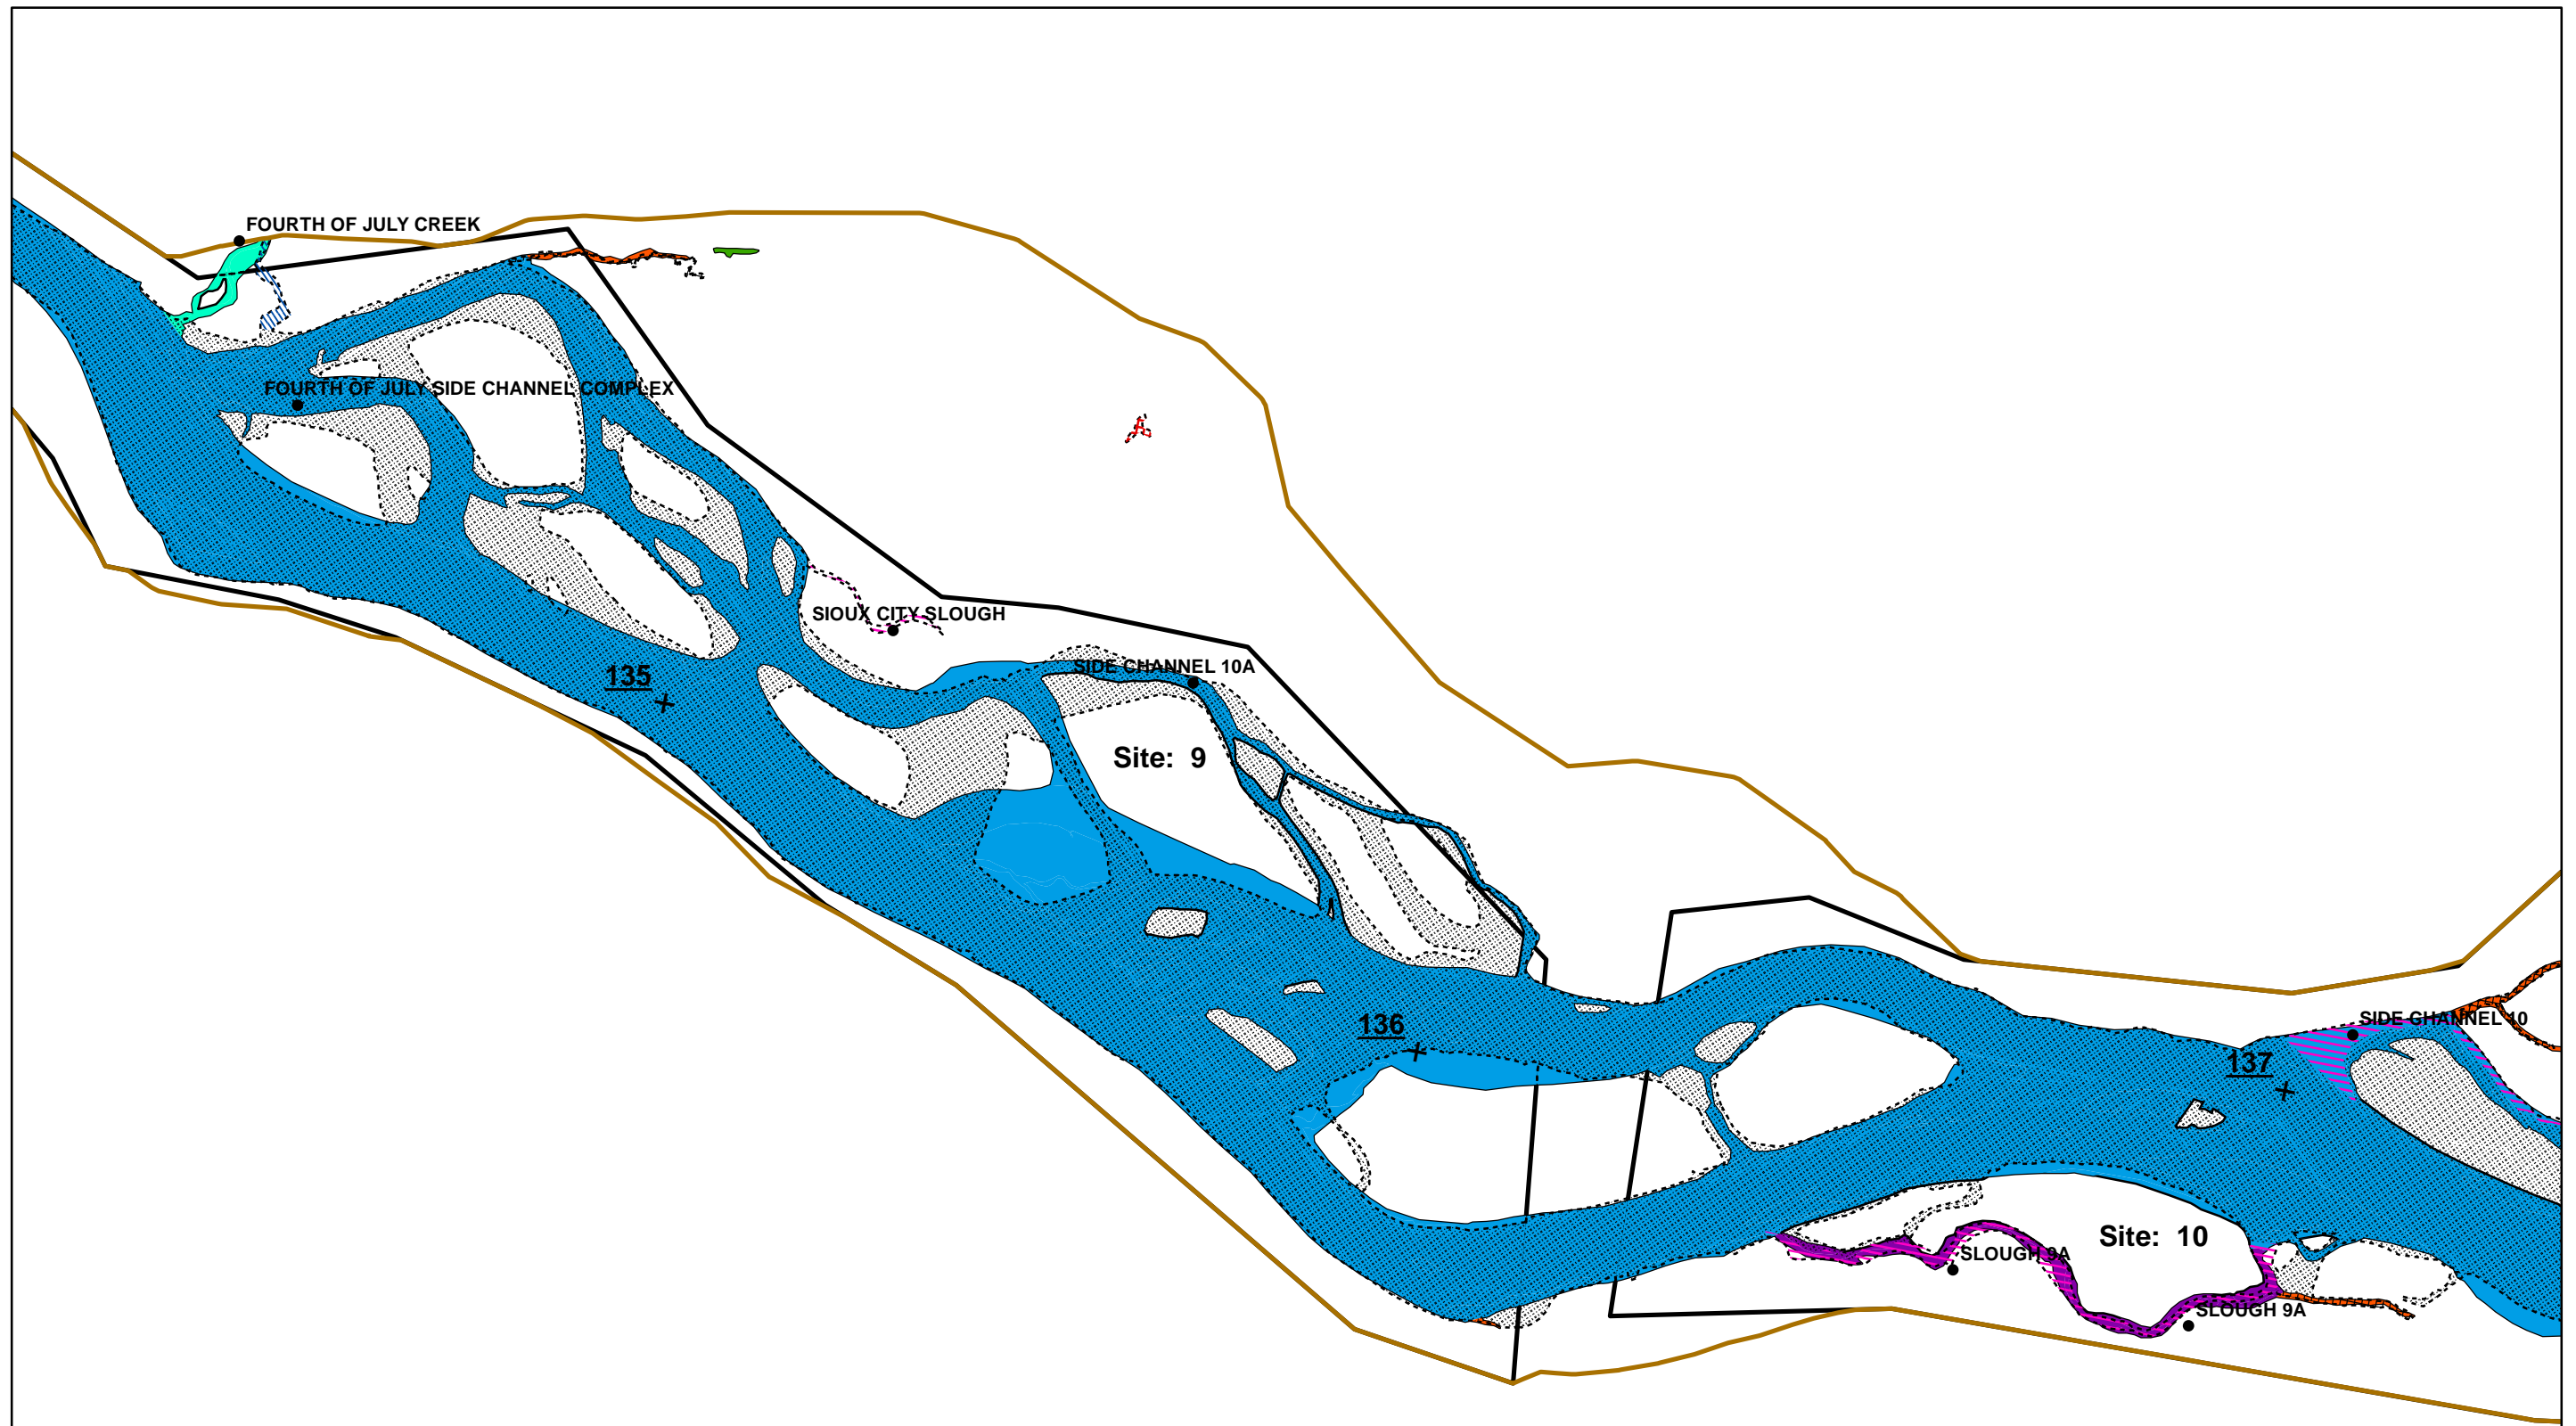 FOURTH OF JULY CREEK
FOURTH OF JULY SIDE CHANNEL COMPLEX
SIOUX CITY SLOUGH
135
SIDE CHANNEL 10A
Site: 9
136
SIDE CHANNEL 10
137
Site: 10
SLOUGH 9A
SLOUGH 9A